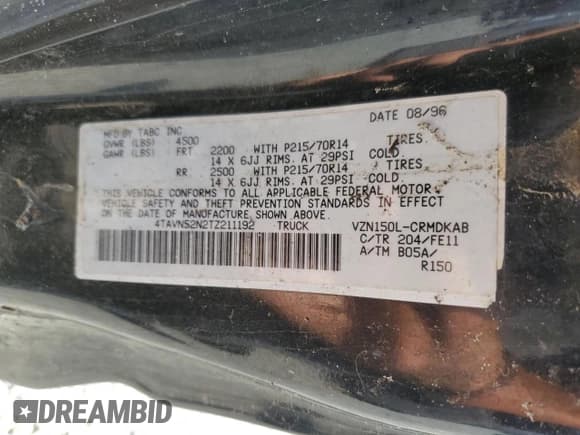 MFD BY TABC, INC. DATE 08/96
GVWR (LBS) 4500
GAWR (LBS) FRT 2200 WITH P215/70R14 TIRES
14 X 6JJ RIMS. AT 29PSI COLD.
RR 2500 WITH P215/70R14 TIRES
14 X 6JJ RIMS. AT 29PSI COLD.
THIS VEHICLE CONFORMS TO ALL APPLICABLE FEDERAL MOTOR
VEHICLE SAFETY AND THEFT PREVENTION STANDARDS IN EFFECT
ON THE DATE OF MANUFACTURE SHOWN ABOVE.
4TAVN52N2TZ211192 TRUCK VZN150L-CRMDKAB
C/TR 204/FE11
A/TM B05A/
R150
DREAMBID
dreambid.com